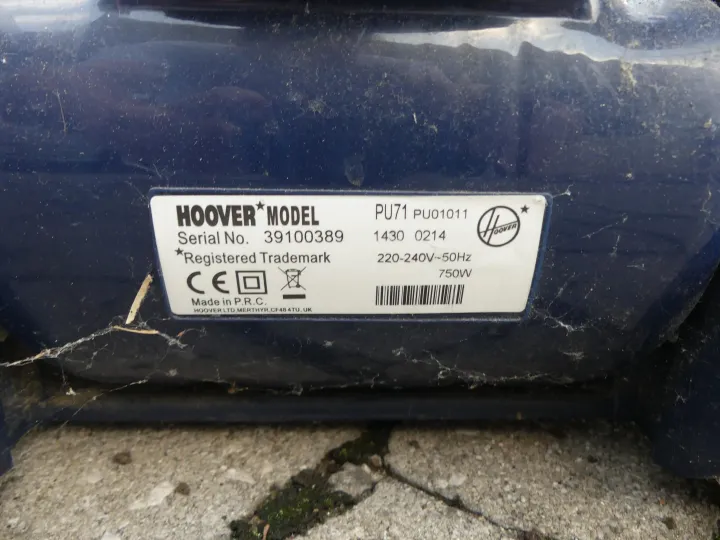 HOOVER* MODEL PU71 PU01011
HOOVER
Serial No. 39100389 1430 0214
*Registered Trademark 220-240V~50Hz
CE 750W
Made in P.R.C.
HOOVER LTD, MERTHYR, CF48 4TU, UK